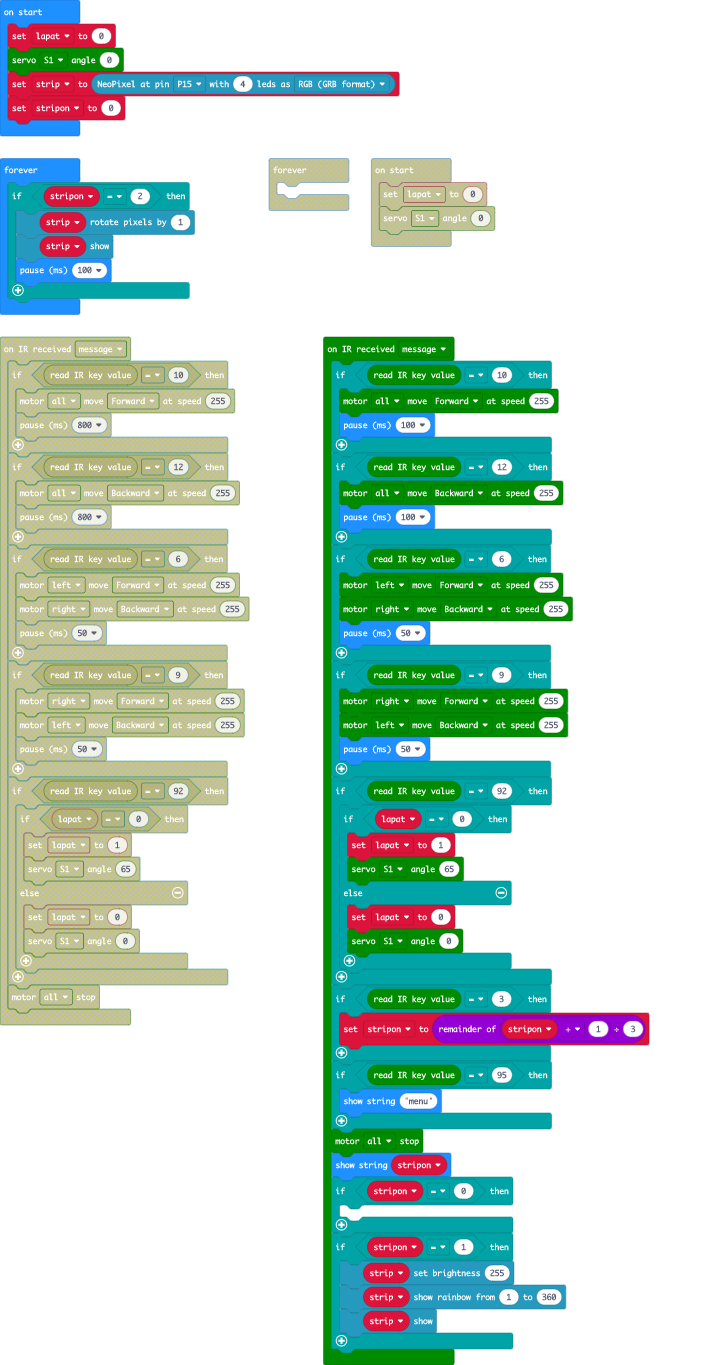 on start
set lapat to 0
servo S1 angle 0
set strip to NeoPixel at pin P15 with 4 leds as RGB (GRB format)
set stripon to 0
forever
if stripon = 2 then
strip rotate pixels by 1
strip show
pause (ms) 100
forever
on start
set lapat to 0
servo S1 angle 0
on IR received message
if read IR key value = 10 then
motor all move Forward at speed 255
pause (ms) 800
if read IR key value = 12 then
motor all move Backward at speed 255
pause (ms) 800
if read IR key value = 6 then
motor left move Forward at speed 255
motor right move Backward at speed 255
pause (ms) 50
if read IR key value = 9 then
motor right move Forward at speed 255
motor left move Backward at speed 255
pause (ms) 50
if read IR key value = 92 then
if lapat = 0 then
set lapat to 1
servo S1 angle 65
else
set lapat to 0
servo S1 angle 0
motor all stop
on IR received message
if read IR key value = 10 then
motor all move Forward at speed 255
pause (ms) 100
if read IR key value = 12 then
motor all move Backward at speed 255
pause (ms) 100
if read IR key value = 6 then
motor left move Forward at speed 255
motor right move Backward at speed 255
pause (ms) 50
if read IR key value = 9 then
motor right move Forward at speed 255
motor left move Backward at speed 255
pause (ms) 50
if read IR key value = 92 then
if lapat = 0 then
set lapat to 1
servo S1 angle 65
else
set lapat to 0
servo S1 angle 0
if read IR key value = 3 then
set stripon to remainder of stripon + 1 ÷ 3
if read IR key value = 95 then
show string "menu"
motor all stop
show string stripon
if stripon = 0 then
if stripon = 1 then
strip set brightness 255
strip show rainbow from 1 to 360
strip show